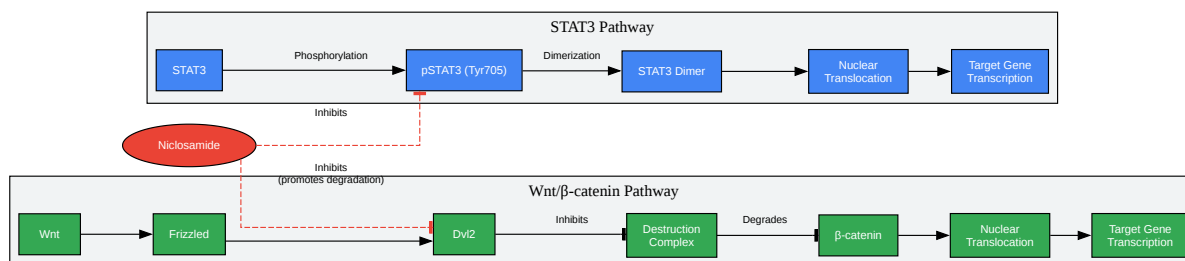 STAT3 Pathway
Phosphorylation
Dimerization
STAT3
pSTAT3 (Tyr705)
STAT3 Dimer
Nuclear
Translocation
Target Gene
Transcription
Inhibits
Niclosamide
Inhibits
(promotes degradation)
Wnt/β-catenin Pathway
Inhibits
Degrades
Wnt
Frizzled
Dvl2
Destruction
Complex
β-catenin
Nuclear
Translocation
Target Gene
Transcription